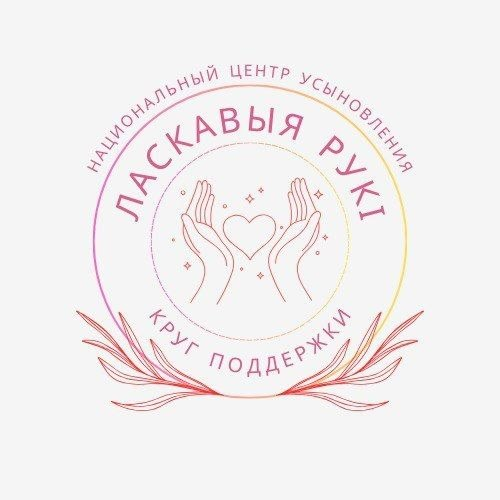 НАЦИОНАЛЬНЫЙ ЦЕНТР УСЫНОВЛЕНИЯ
ЛАСКАВЫЯ РУКІ
КРУГ ПОДДЕРЖКИ